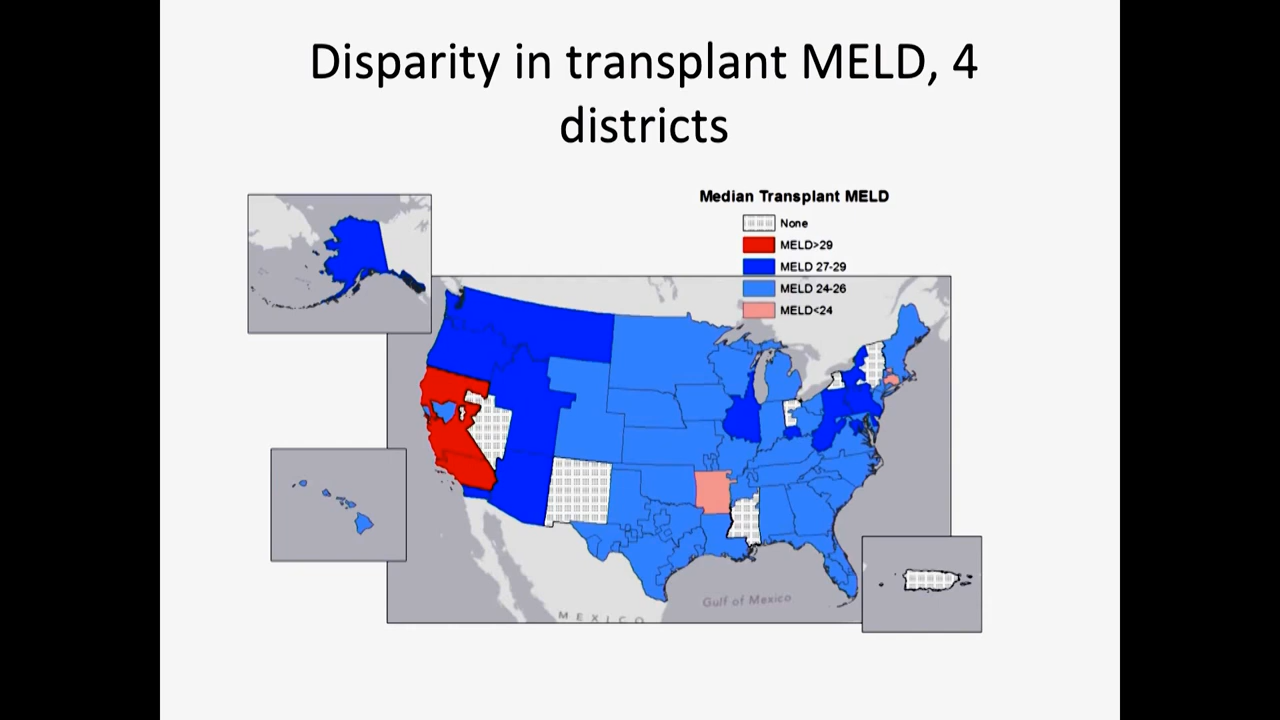 Disparity in transplant MELD, 4
districts
Median Transplant MELD
None
MELD>29
MELD 27-29
MELD 24-26
MELD<24
Gulf of Mexico
MEXICO